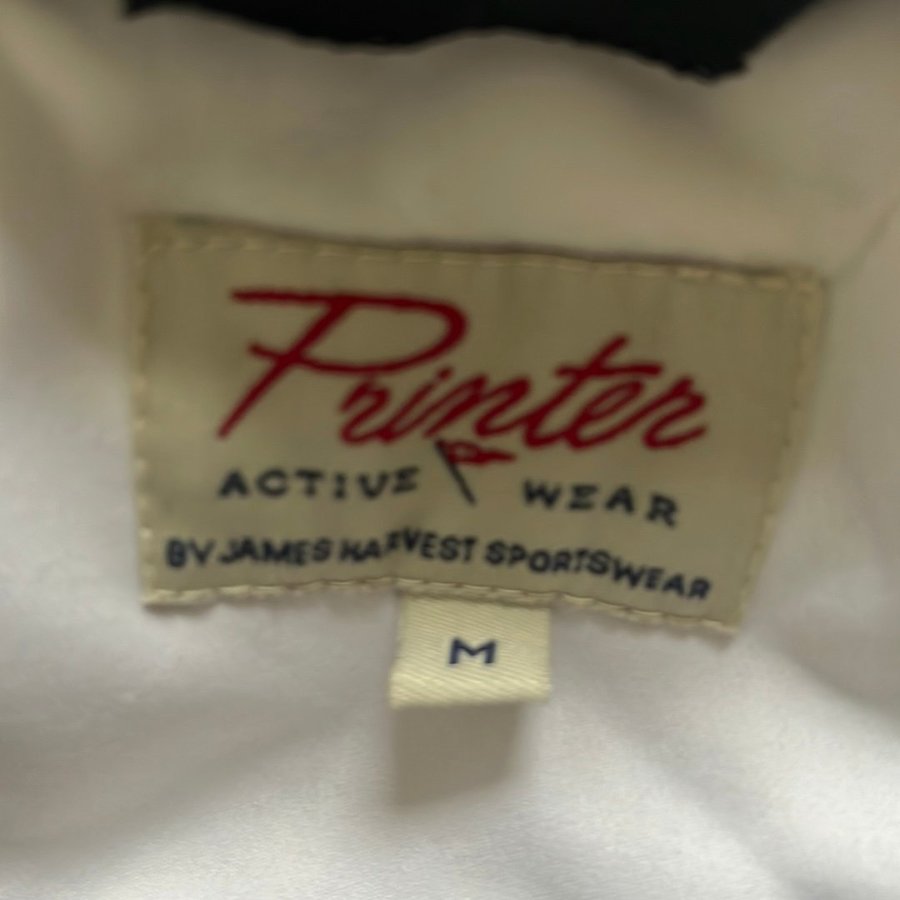 Printer
ACTIVE WEAR
BY JAMES HARVEST SPORTSWEAR
M